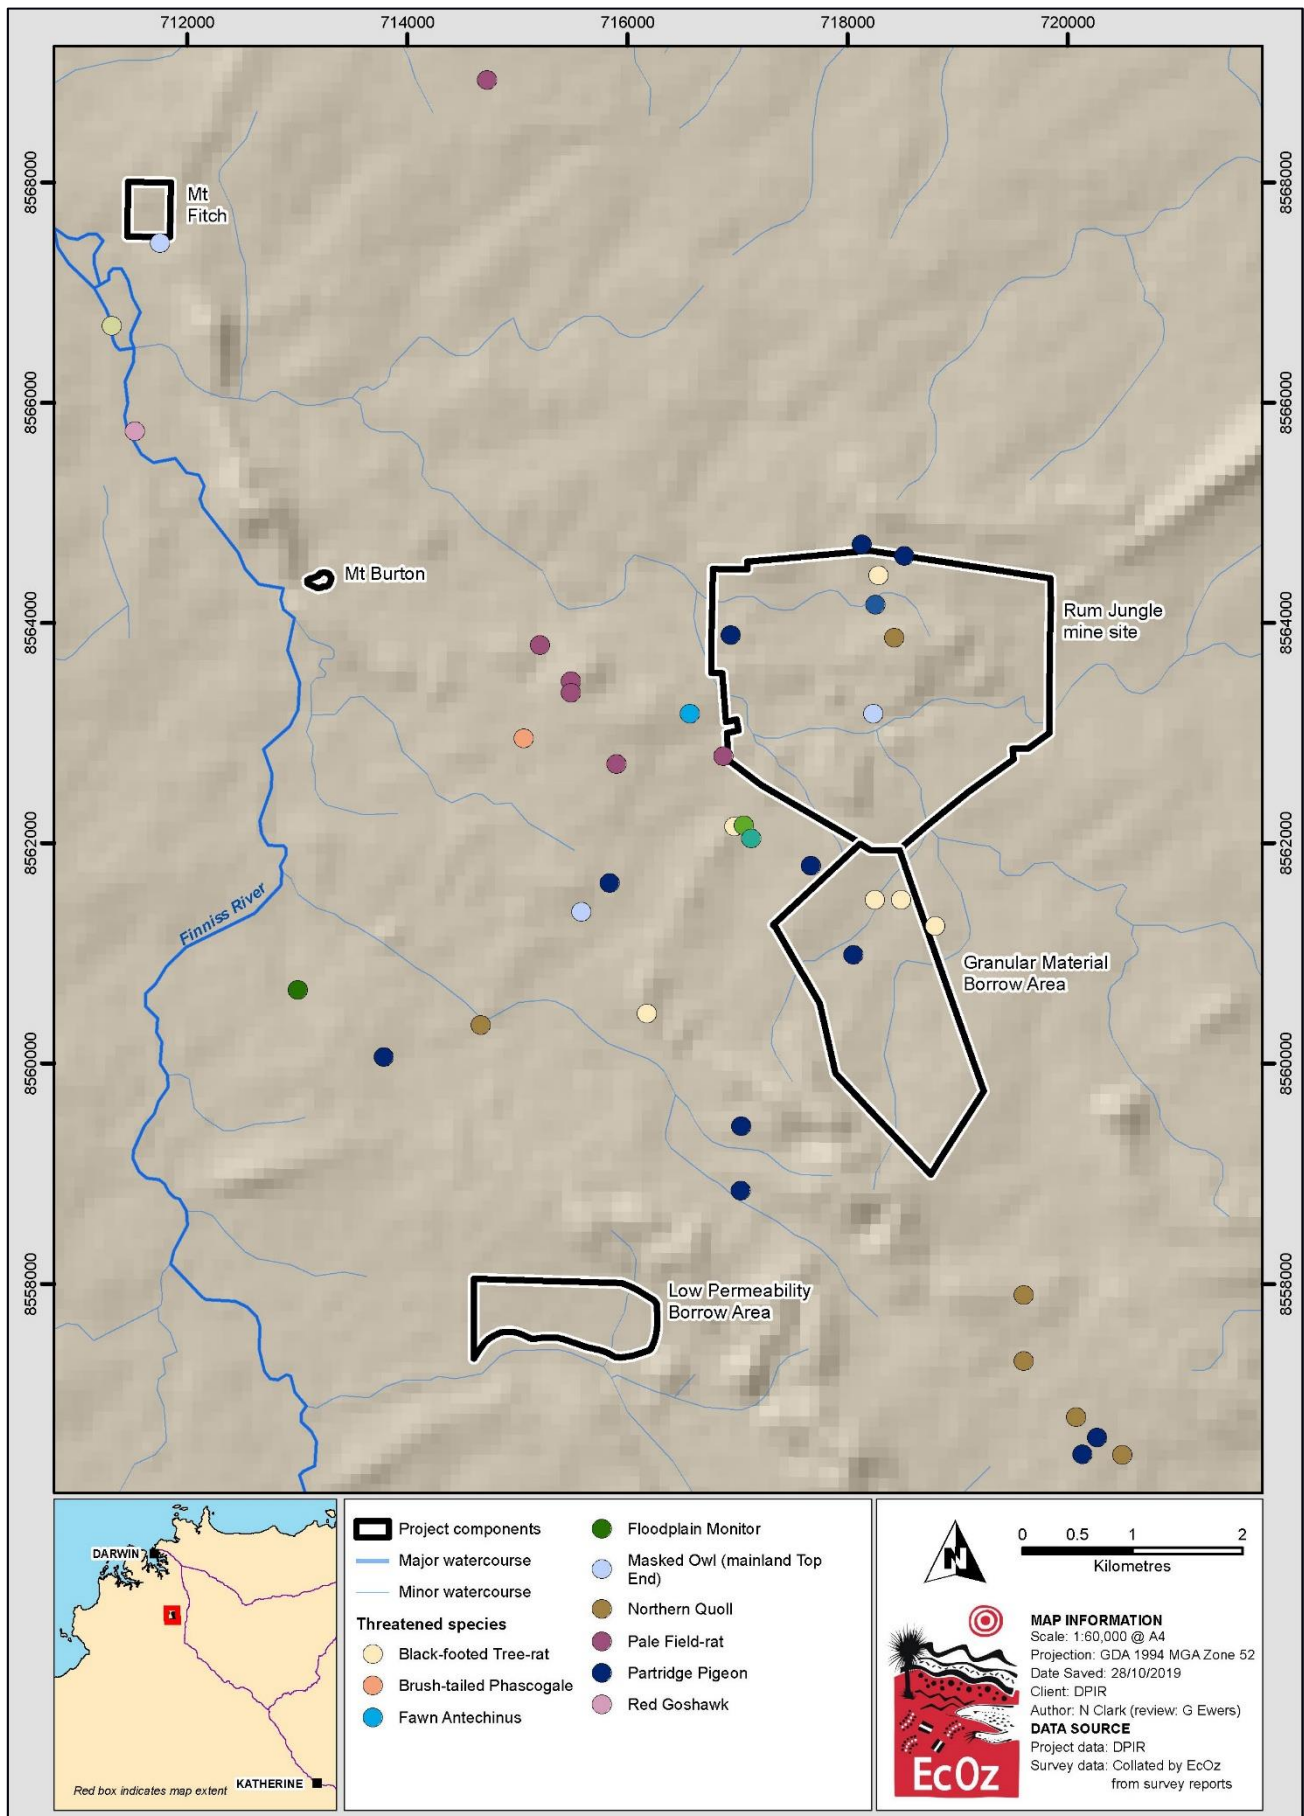 712000
714000
716000
718000
720000
8568000
8568000
8566000
8566000
8564000
8564000
8562000
8562000
8560000
8560000
8558000
8558000
Mt
Fitch
Mt Burton
Rum Jungle
mine site
Finniss River
Granular Material
Borrow Area
Low Permeability
Borrow Area
DARWIN
KATHERINE
Red box indicates map extent
Project components
Major watercourse
Minor watercourse
Threatened species
Black-footed Tree-rat
Brush-tailed Phascogale
Fawn Antechinus
Floodplain Monitor
Masked Owl (mainland Top
End)
Northern Quoll
Pale Field-rat
Partridge Pigeon
Red Goshawk
N
0 0.5 1 2
Kilometres
EcOz
MAP INFORMATION
Scale: 1:60,000 @ A4
Projection: GDA 1994 MGA Zone 52
Date Saved: 28/10/2019
Client: DPIR
Author: N Clark (review: G Ewers)
DATA SOURCE
Project data: DPIR
Survey data: Collated by EcOz
from survey reports